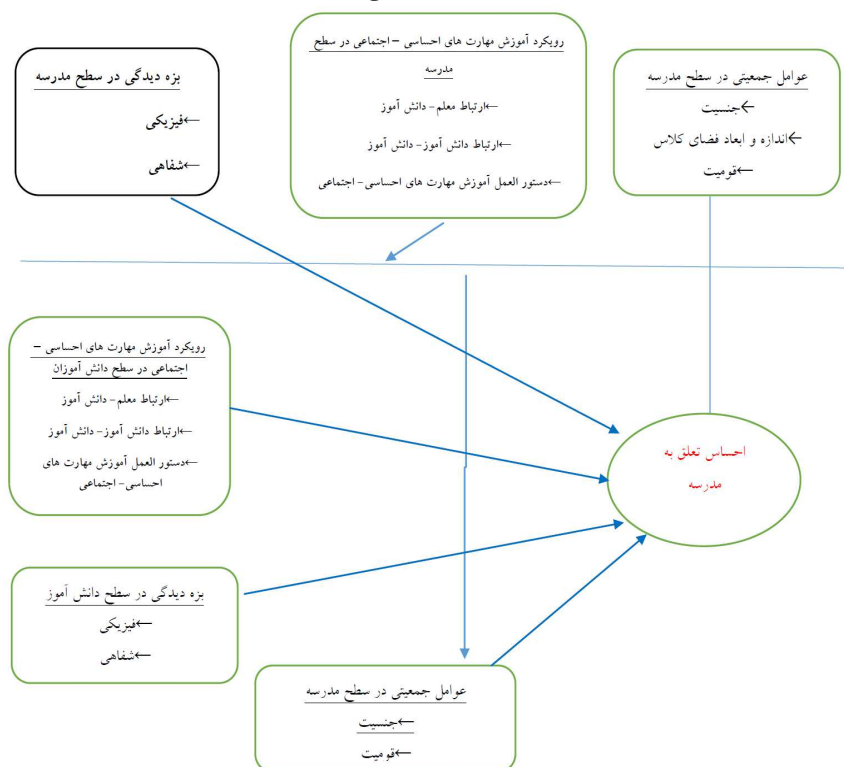 عوامل جمعیتی در سطح مدرسه
←جنسیت
←اندازه و ابعاد فضای کلاس
←قومیت
رویکرد آموزش مهارت های احساسی – اجتماعی در سطح
مدرسه
←ارتباط معلم- دانش آموز
←ارتباط دانش آموز- دانش آموز
←دستور العمل آموزش مهارت های احساسی- اجتماعی
بزه دیدگی در سطح مدرسه
←فیزیکی
←شفاهی
رویکرد آموزش مهارت های احساسی –
اجتماعی در سطح دانش آموزان
←ارتباط معلم- دانش آموز
←ارتباط دانش آموز- دانش آموز
←دستور العمل آموزش مهارت های
احساسی- اجتماعی
احساس تعلق به
مدرسه
بزه دیدگی در سطح دانش آموز
←فیزیکی
←شفاهی
عوامل جمعیتی در سطح مدرسه
←جنسیت
←قومیت